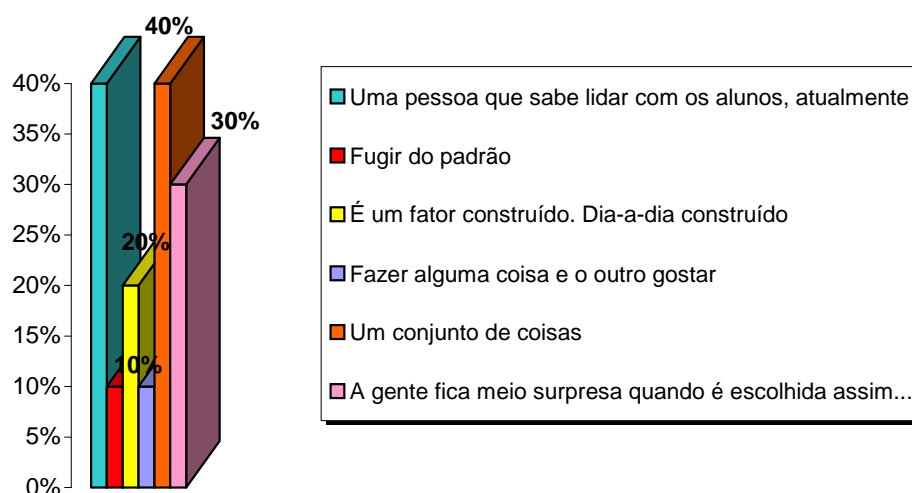 40%
30%
20%
10%
40%
35%
30%
25%
20%
15%
10%
5%
0%
Uma pessoa que sabe lidar com os alunos, atualmente
Fugir do padrão
É um fator construído. Dia-a-dia construído
Fazer alguma coisa e o outro gostar
Um conjunto de coisas
A gente fica meio surpresa quando é escolhida assim...